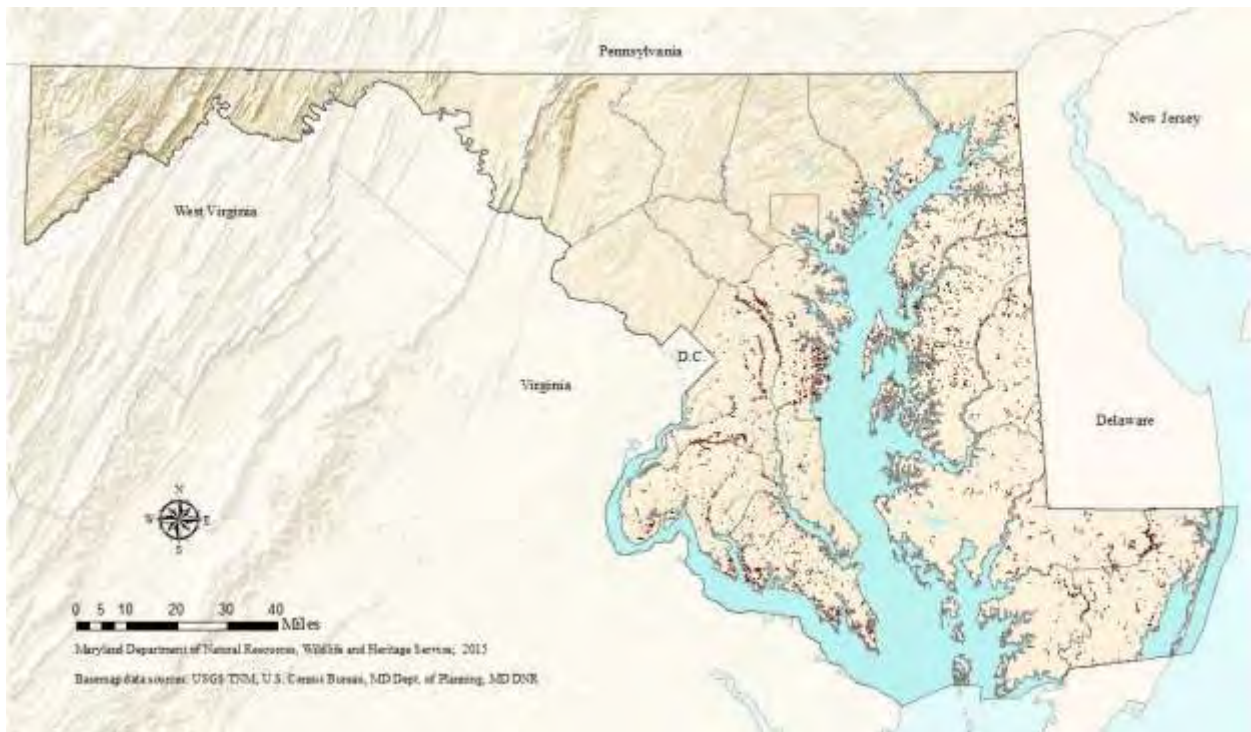 Pennsylvania
New Jersey
West Virginia
D.C.
Virginia
Delaware
N
W E
S
0 5 10 20 30 40
Miles
Maryland Department of Natural Resources, Wildlife and Heritage Service, 2015
Basemap data sources: USGS TNM, U.S. Census Bureau, MD Dept. of Planning, MD DNR